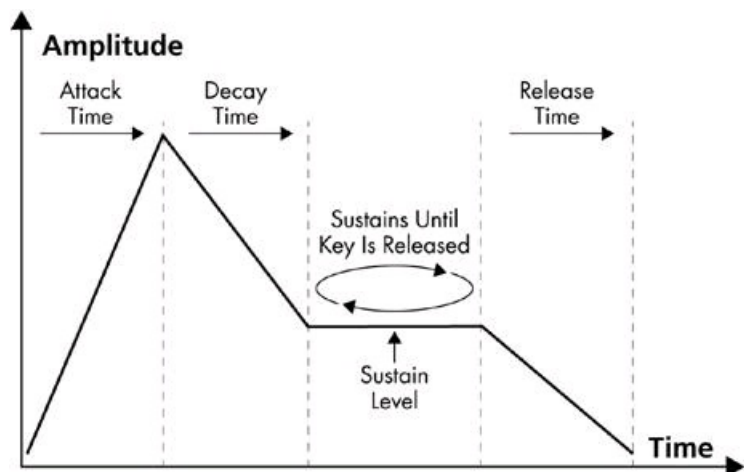 Amplitude
Attack
Time
Decay
Time
Release
Time
Sustains Until
Key Is Released
Sustain
Level
Time